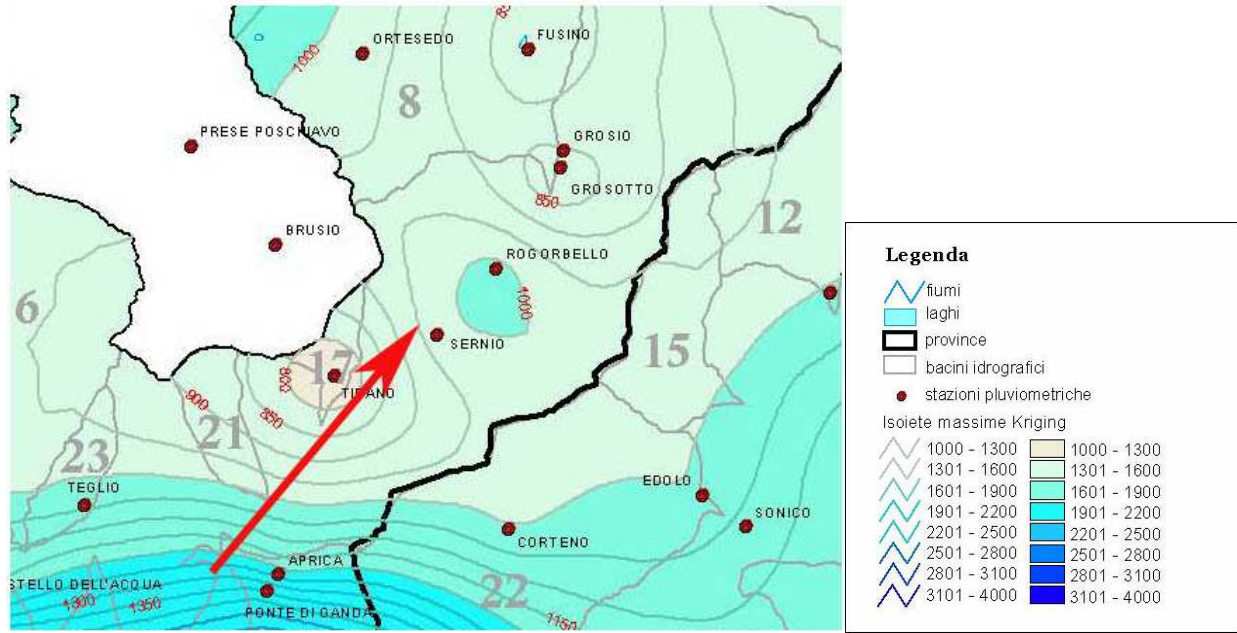 850
ORTESEDO
FUSINO
1000
8
PRESE POSCHIAVO
GROSIO
GROSOTTO
850
12
BRUSIO
ROGORBELLO
1000
6
SERNIO
15
17
800
TIRANO
900
850
21
23
TEGLIO
EDOLO
SONICO
CORTENO
APRICA
STELLO DELL'ACQUA
1300
1350
PONTE DI GANDA
22
1150
Legenda
fiumi
laghi
province
bacini idrografici
stazioni pluviometriche
Isoiete massime Kriging
1000 - 1300 1000 - 1300
1301 - 1600 1301 - 1600
1601 - 1900 1601 - 1900
1901 - 2200 1901 - 2200
2201 - 2500 2201 - 2500
2501 - 2800 2501 - 2800
2801 - 3100 2801 - 3100
3101 - 4000 3101 - 4000